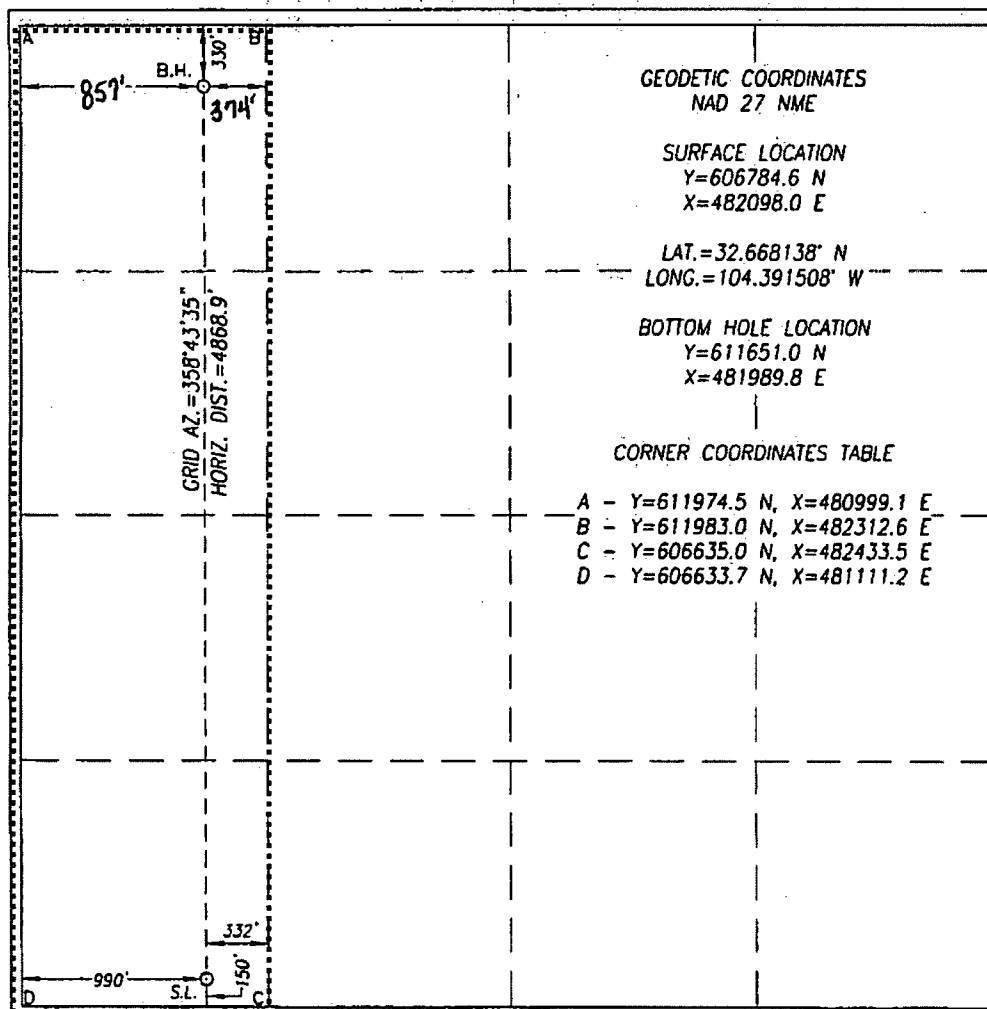 A
B
330'
B.H.
374'
GEODETIC COORDINATES
NAD 27 NME
SURFACE LOCATION
Y=606784.6 N
X=482098.0 E
LAT.=32.668138° N
LONG.=104.391508° W
BOTTOM HOLE LOCATION
Y=611651.0 N
X=481989.8 E
GRID AZ.=358°43'35"
HORIZ. DIST.=4868.9'
CORNER COORDINATES TABLE
A - Y=611974.5 N, X=480999.1 E
B - Y=611983.0 N, X=482312.6 E
C - Y=606635.0 N, X=482433.5 E
D - Y=606633.7 N, X=481111.2 E
332'
990'
150'
D
S.L.
C